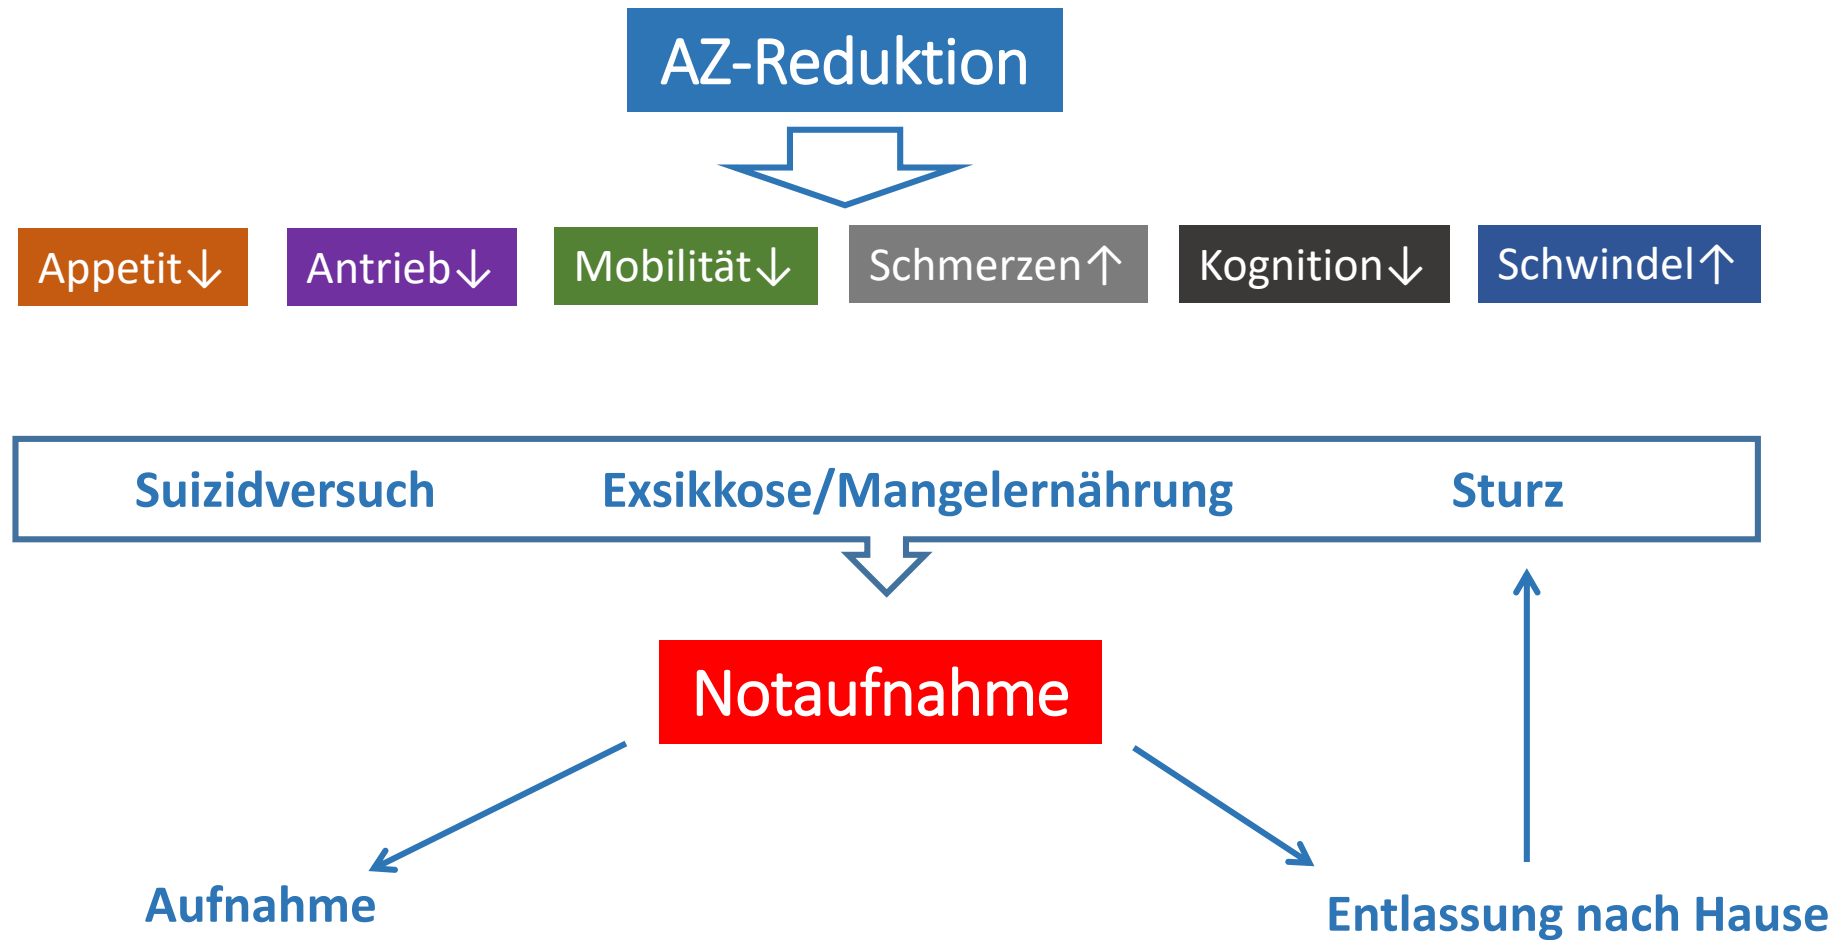 AZ-Reduktion
Appetit↓ Antrieb↓ Mobilität↓ Schmerzen↑ Kognition↓ Schwindel↑
Suizidversuch Exsikkose/Mangelernährung Sturz
Notaufnahme
Aufnahme Entlassung nach Hause